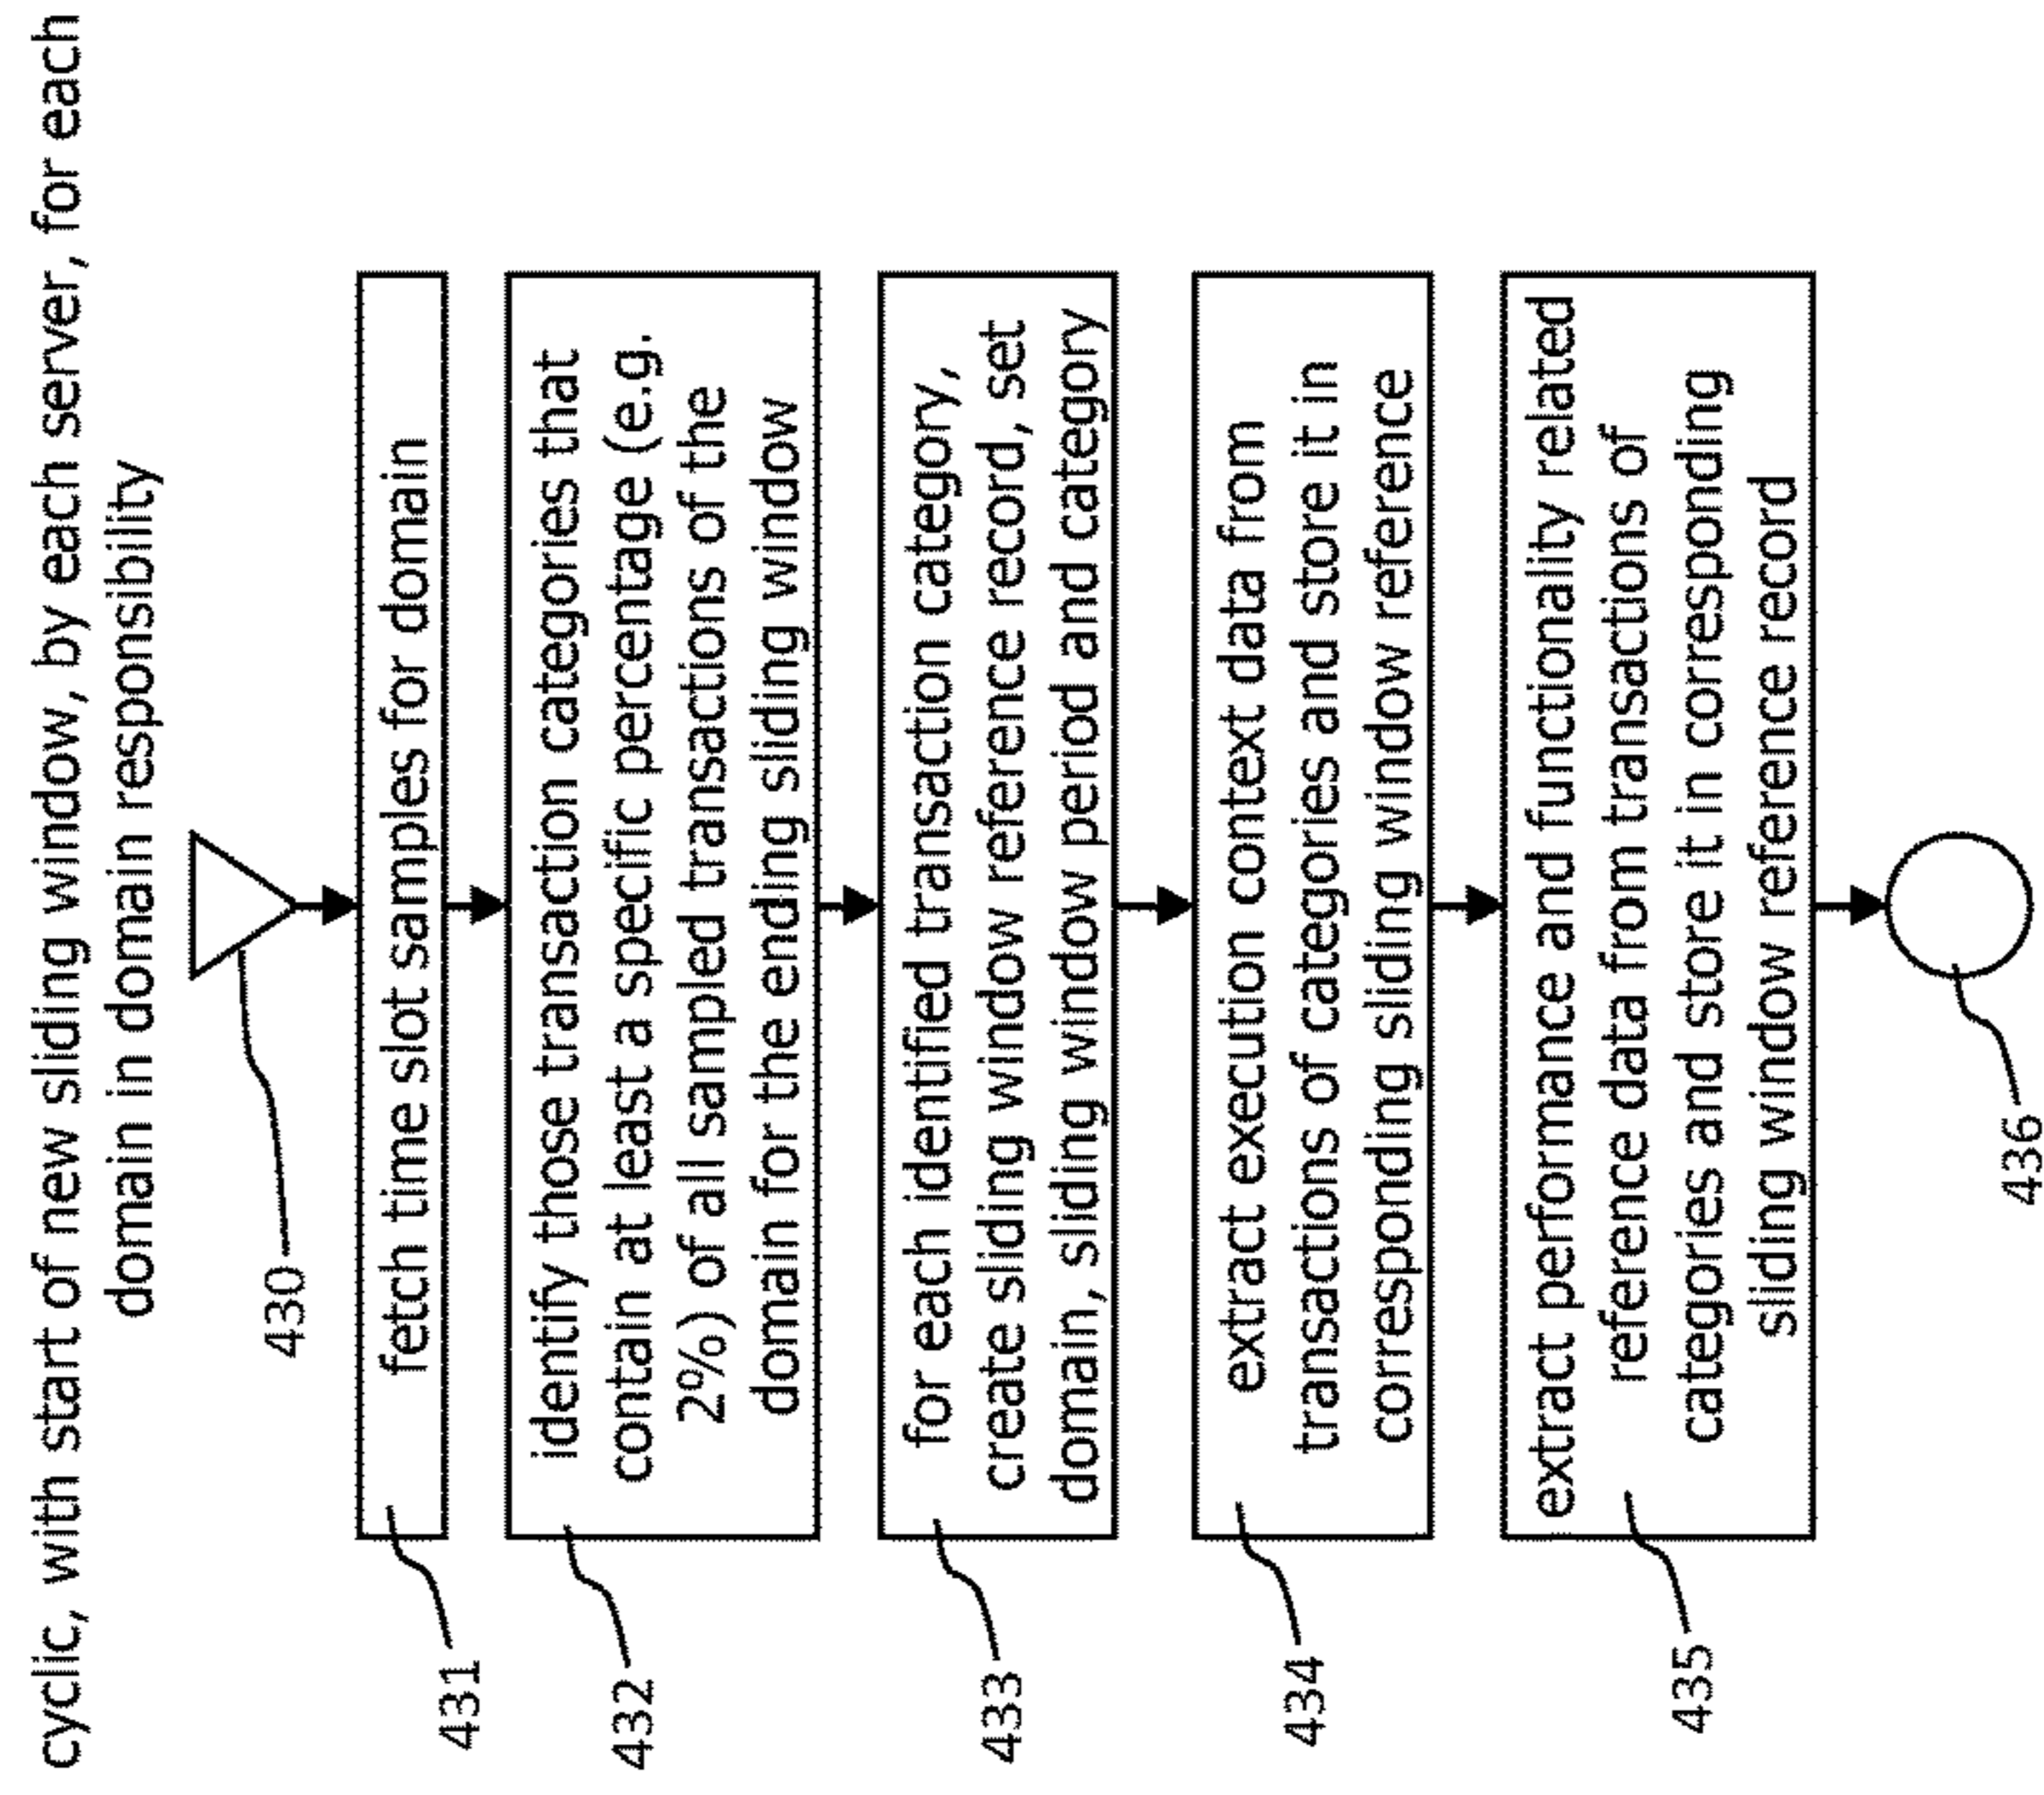 cyclic, with start of new sliding window, by each server, for each
domain in domain responsibility
430
431
fetch time slot samples for domain
432
identify those transaction categories that
contain at least a specific percentage (e.g.
2%) of all sampled transactions of the
domain for the ending sliding window
433
for each identified transaction category,
create sliding window reference record, set
domain, sliding window period and category
434
extract execution context data from
transactions of categories and store it in
corresponding sliding window reference
435
extract performance and functionality related
reference data from transactions of
categories and store it in corresponding
sliding window reference record
436